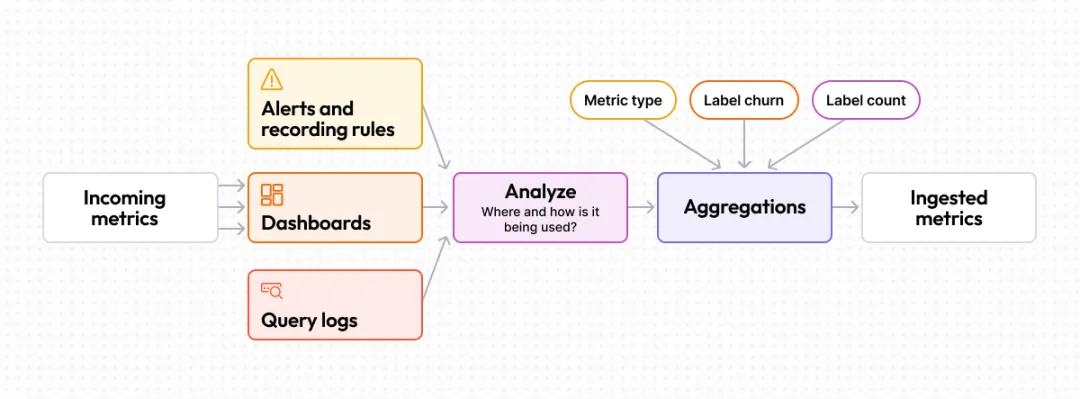 Incoming
metrics
Alerts and
recording rules
Dashboards
Query logs
Analyze
Where and how is it
being used?
Metric type
Label churn
Label count
Aggregations
Ingested
metrics